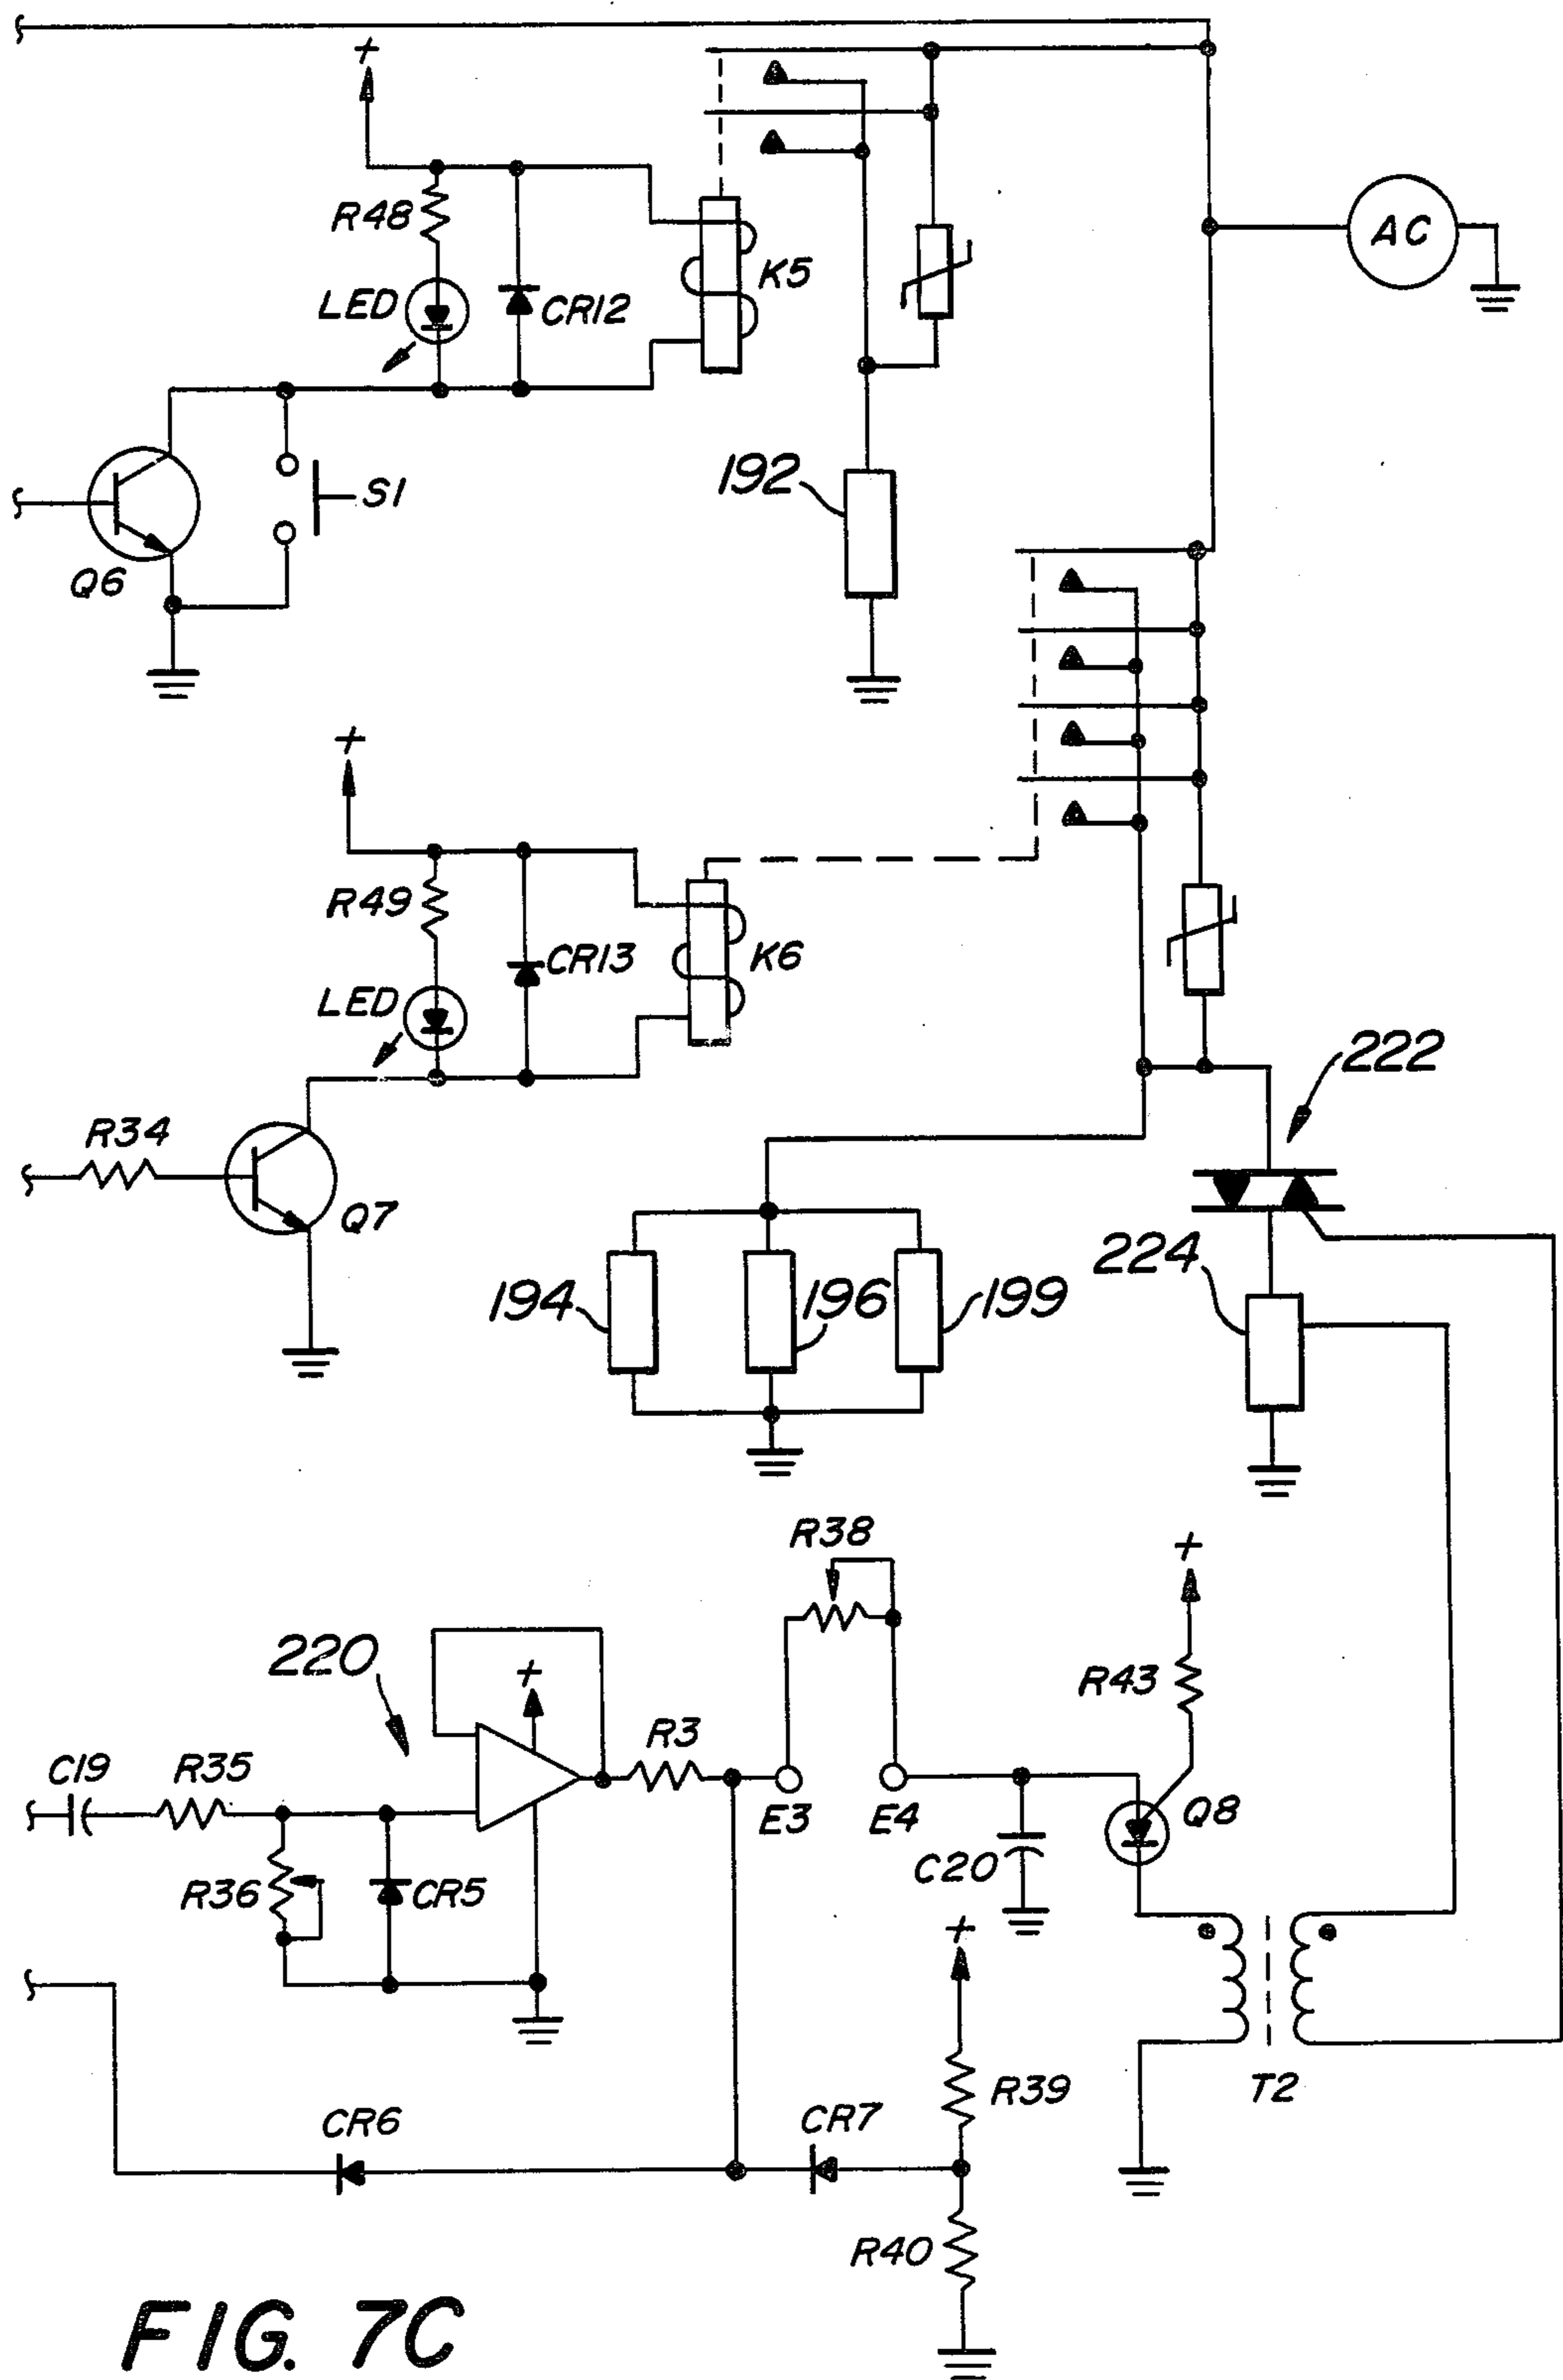 +
R48
K5
AC
LED
CR12
192
S1
Q6
+
R49
CR13
K6
LED
222
R34
Q7
224
194
196
199
R38
+
220
+
R43
R3
C19
R35
E3
E4
Q8
C20
R36
CR5
+
R39
T2
CR6
CR7
R40
FIG. 7C